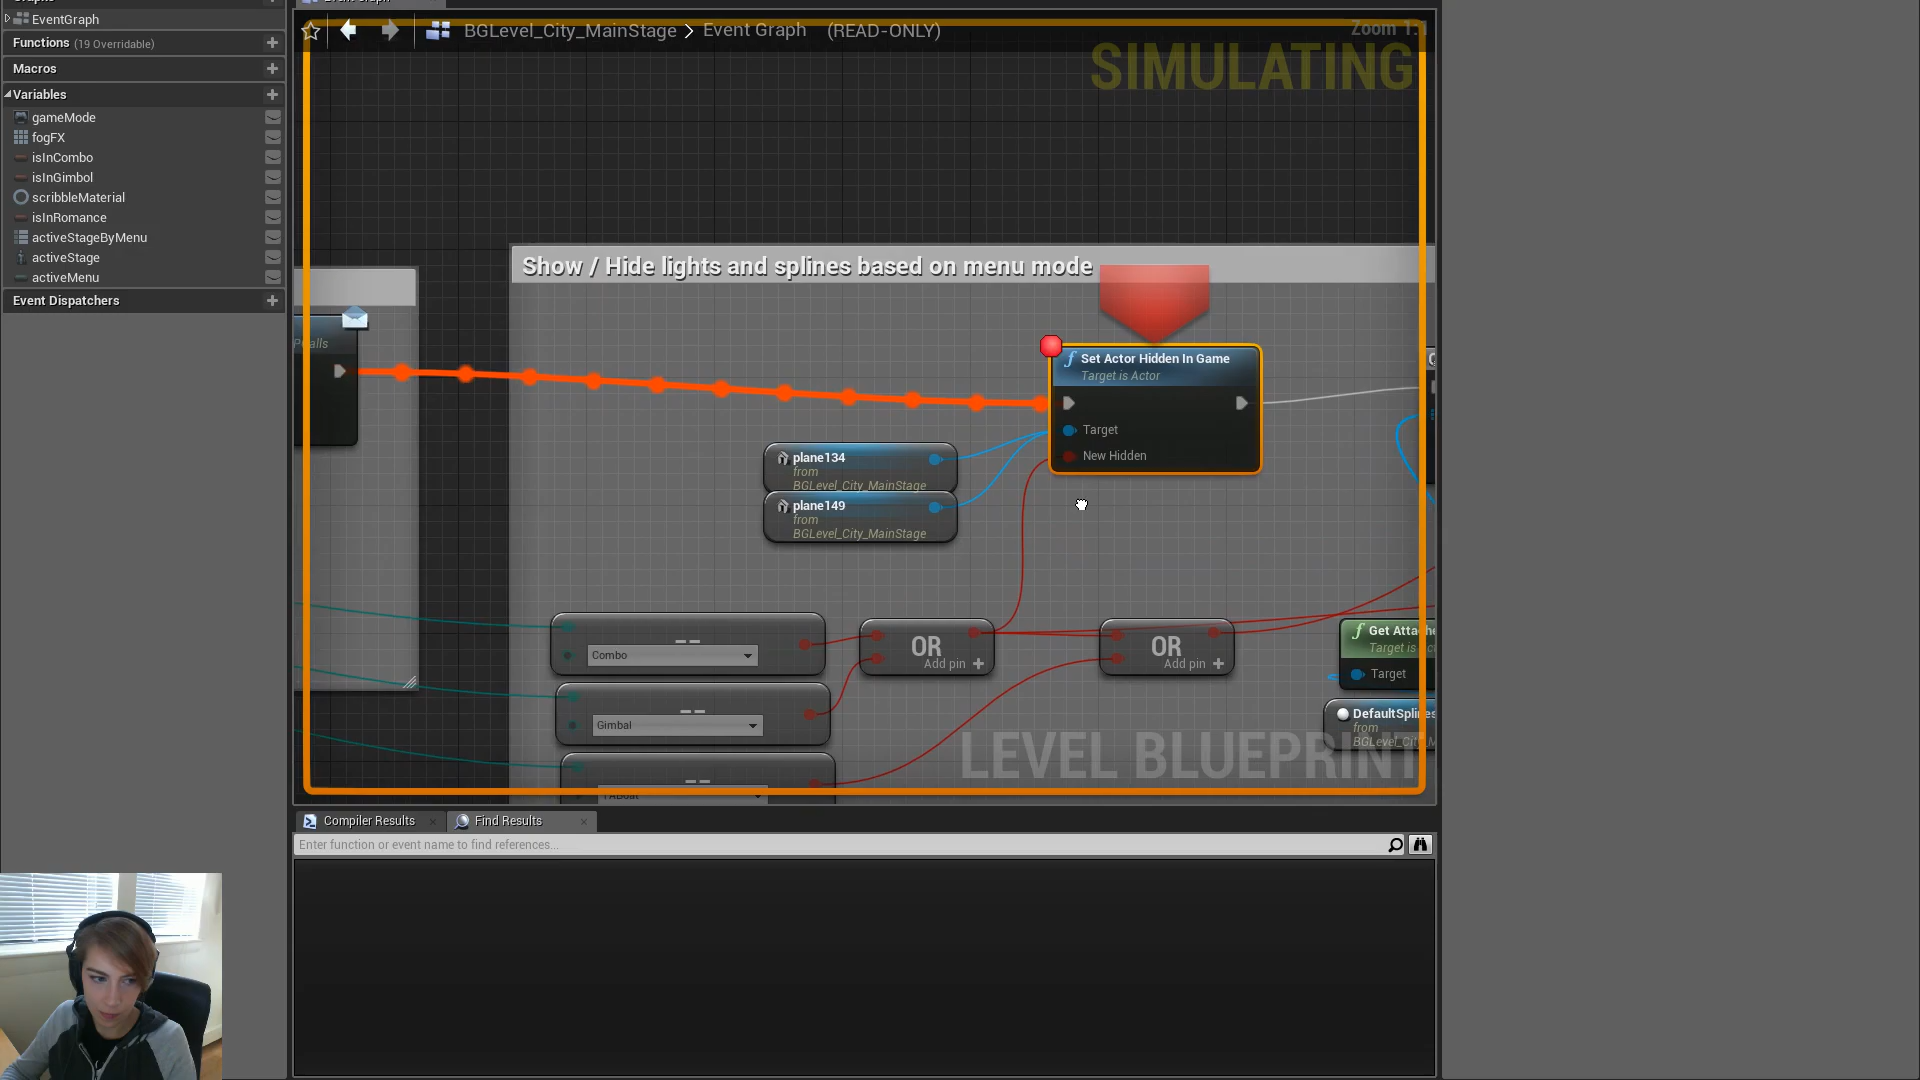 EventGraph
Functions (19 Overridable)
Macros
Variables
gameMode
fogFX
isInCombo
isInGimbol
scribbleMaterial
isInRomance
activeStageByMenu
activeStage
activeMenu
Event Dispatchers
BGLevel_City_MainStage > Event Graph (READ-ONLY)
Zoom 1:1
SIMULATING
Show / Hide lights and splines based on menu mode
Set Actor Hidden In Game
Target is Actor
Target
New Hidden
plane134
from
BGLevel_City_MainStage
plane149
from
BGLevel_City_MainStage
==
Combo
OR
Add pin +
OR
Add pin +
==
Gimbal
==
Target
from
LEVEL BLUEPRINT
Compiler Results
Find Results
Enter function or event name to find references...